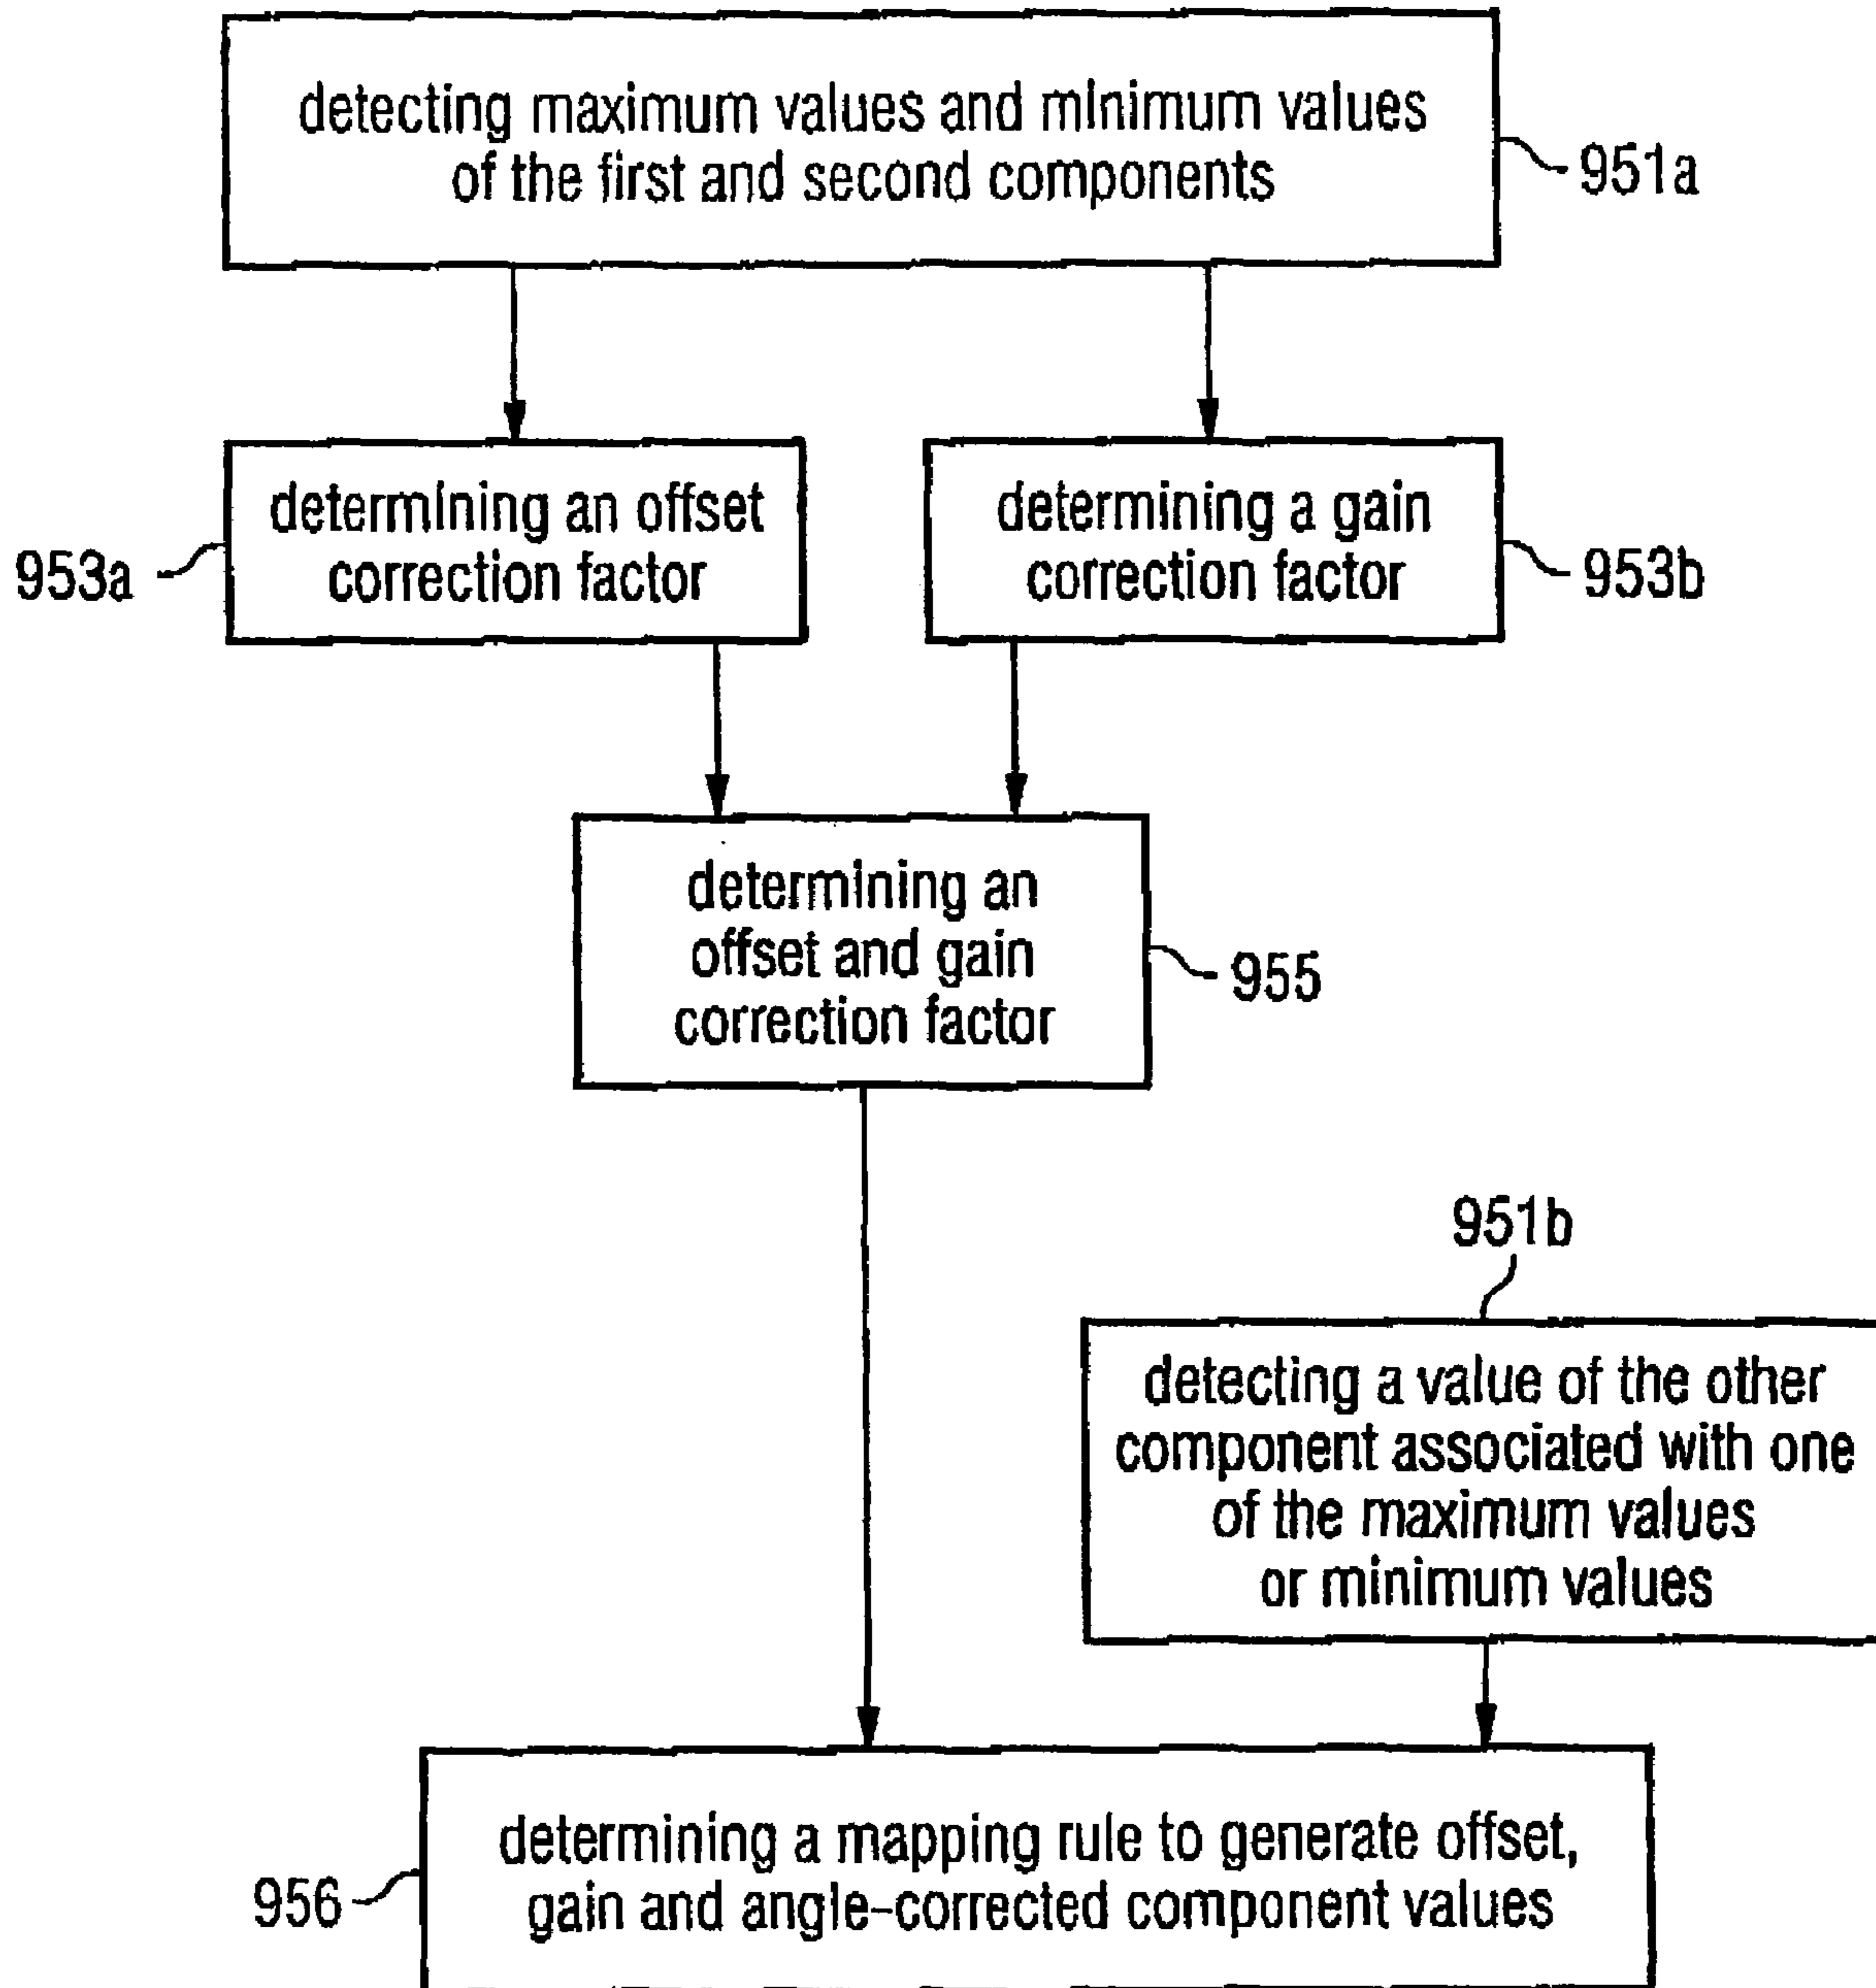 detecting maximum values and minimum values
of the first and second components
951a
determining an offset
correction factor
953a
determining a gain
correction factor
953b
determining an
offset and gain
correction factor
955
951b
detecting a value of the other
component associated with one
of the maximum values
or minimum values
determining a mapping rule to generate offset,
gain and angle-corrected component values
956